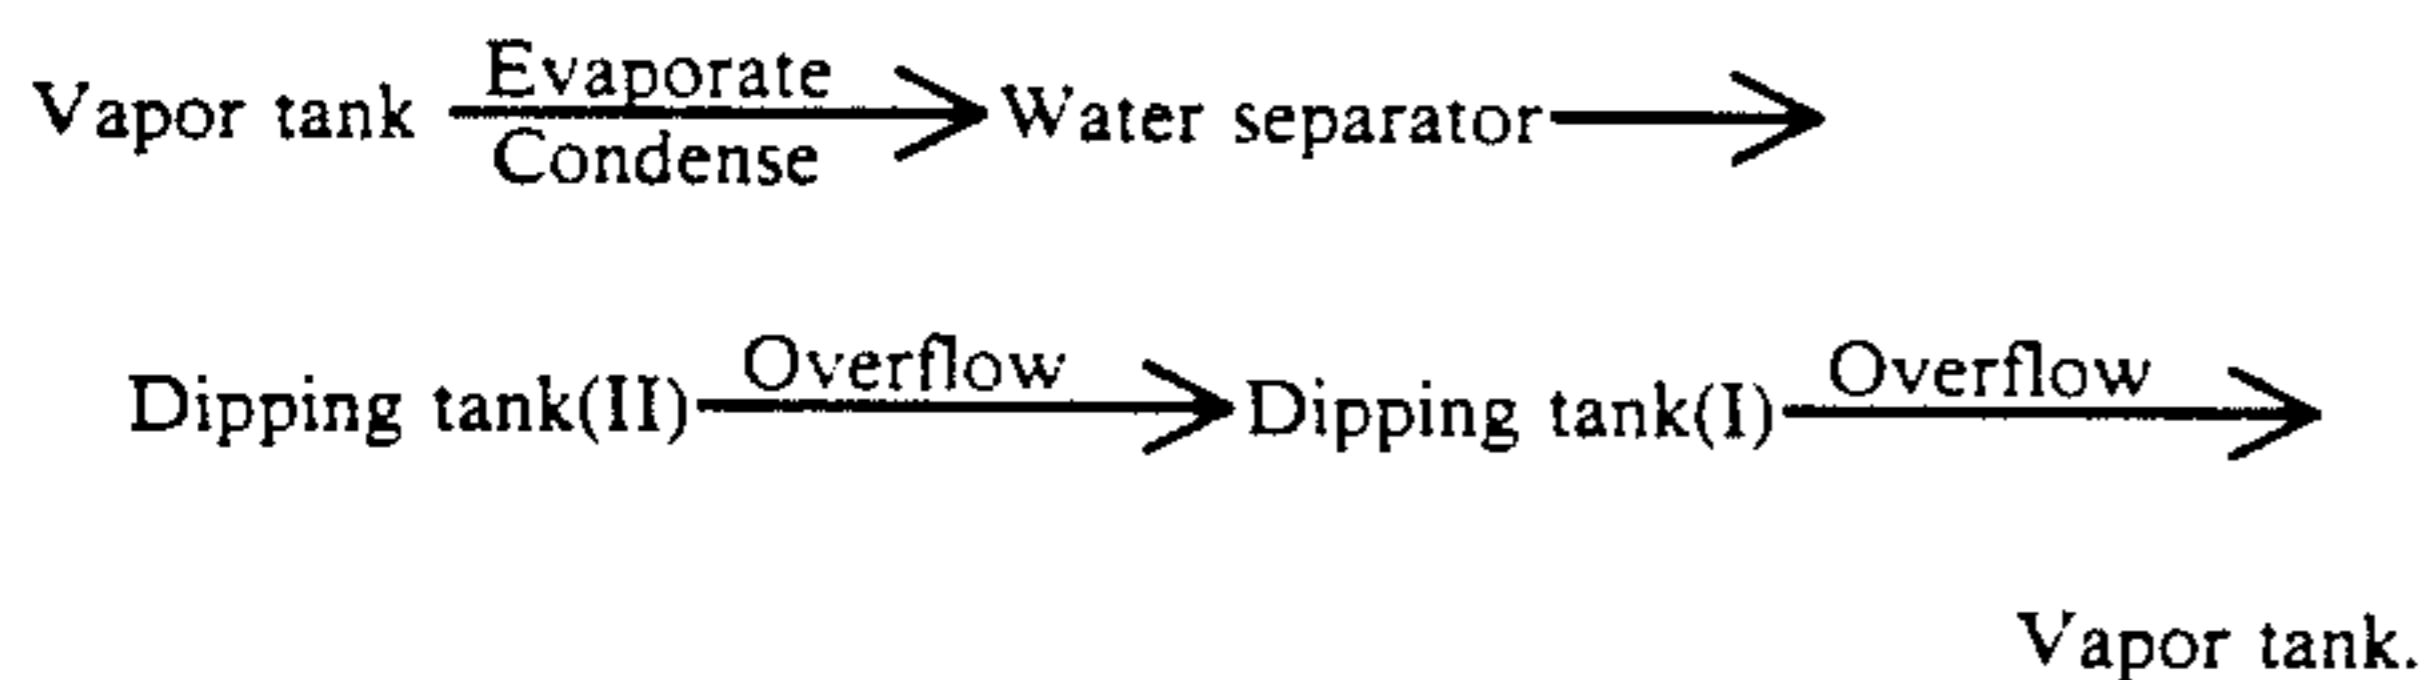 Evaporate
Vapor tank Water separator
Condense
Overflow Overflow
Dipping tank(II) Dipping tank(I)
Vapor tank.